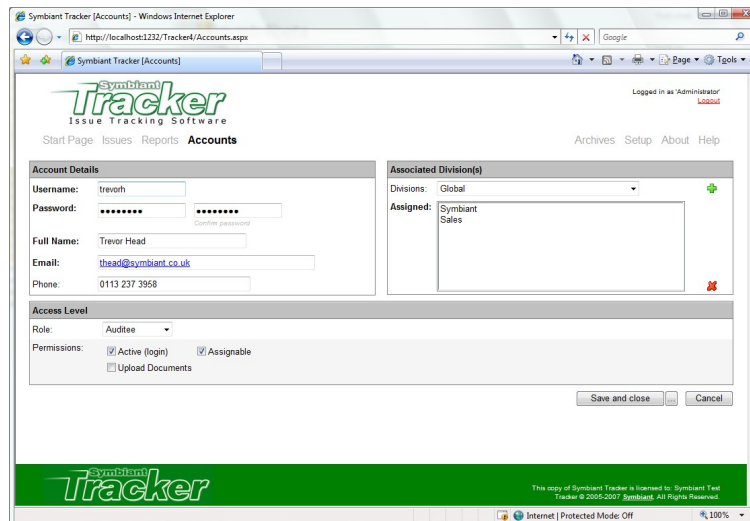 Symbiant Tracker [Accounts] - Windows Internet Explorer
http://localhost:1232/Tracker4/Accounts.aspx
Google
Symbiant Tracker [Accounts]
Page
Tools
Symbiant
Tracker
Issue Tracking Software
Logged in as 'Administrator'
Logout
Start Page Issues Reports Accounts
Archives Setup About Help
Account Details
Username: trevorh
Password: •••••••• ••••••••
Confirm password
Full Name: Trevor Head
Email: thead@symbiant.co.uk
Phone: 0113 237 3958
Associated Division(s)
Divisions: Global
Assigned: Symbiant
Sales
Access Level
Role: Auditee
Permissions: Active (login) Assignable
Upload Documents
Save and close ... Cancel
Symbiant
Tracker
This copy of Symbiant Tracker is licensed to: Symbiant Test
Tracker © 2005-2007 Symbiant, All Rights Reserved.
Internet | Protected Mode: Off
100%